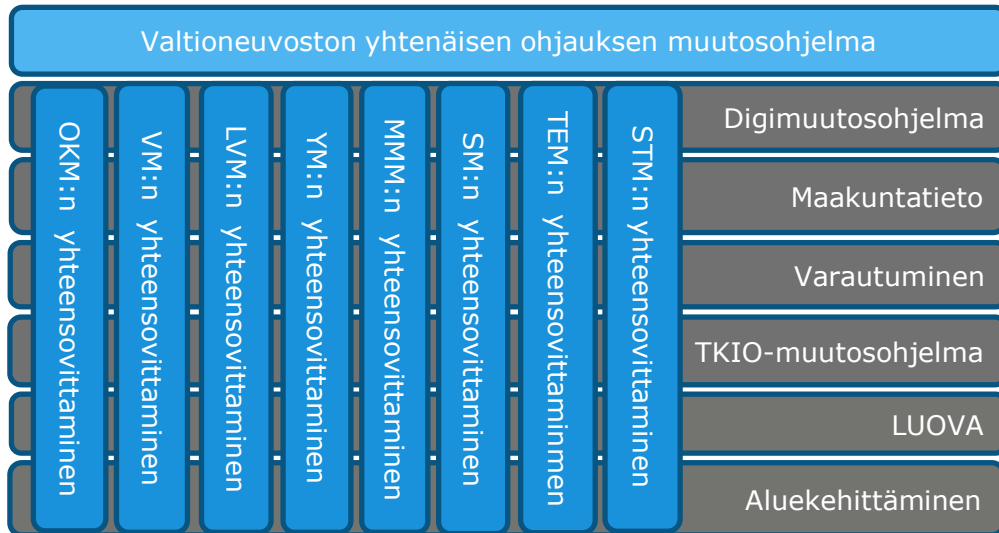 Valtioneuvoston yhtenäisen ohjauksen muutosohjelma
OKM:n yhteensovittaminen
VM:n yhteensovittaminen
LVM:n yhteensovittaminen
YM:n yhteensovittaminen
MMM:n yhteensovittaminen
SM:n yhteensovittaminen
TEM:n yhteensovittaminmen
STM:n yhteensovittaminen
Digimuutosohjelma
Maakuntatieto
Varautuminen
TKIO-muutosohjelma
LUOVA
Aluekehittäminen